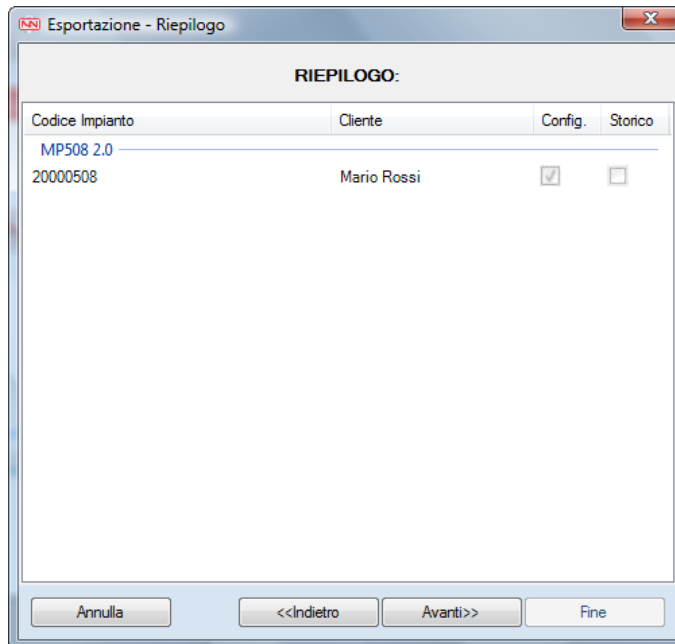 Esportazione - Riepilogo
RIEPILOGO:
Codice Impianto Cliente Config. Storico
MP508 2.0
20000508 Mario Rossi
Annulla <<Indietro Avanti>> Fine